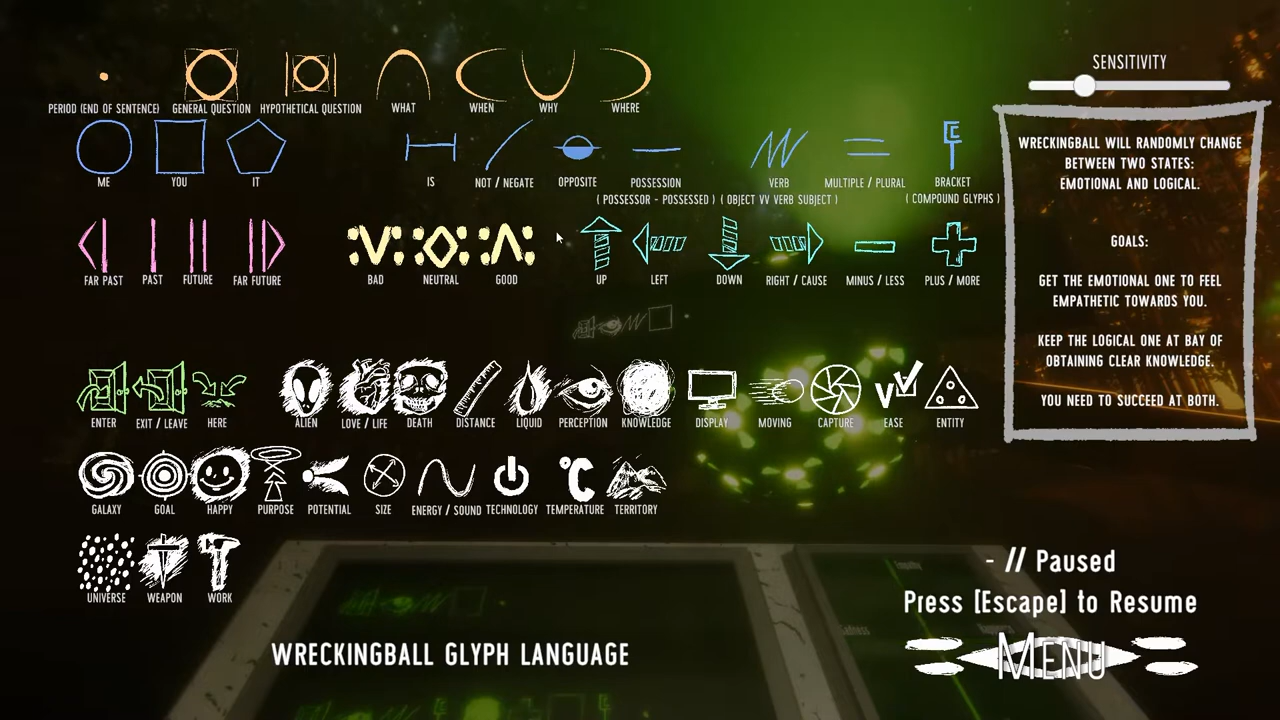 SENSITIVITY
PERIOD (END OF SENTENCE) GENERAL QUESTION HYPOTHETICAL QUESTION WHAT WHEN WHY WHERE
ME YOU IT IS NOT / NEGATE OPPOSITE POSSESSION VERB MULTIPLE / PLURAL BRACKET
( POSSESSOR - POSSESSED ) ( OBJECT VV VERB SUBJECT ) ( COMPOUND GLYPHS )
FAR PAST PAST FUTURE FAR FUTURE BAD NEUTRAL GOOD UP LEFT DOWN RIGHT / CAUSE MINUS / LESS PLUS / MORE
ENTER EXIT / LEAVE HERE ALIEN LOVE / LIFE DEATH DISTANCE LIQUID PERCEPTION KNOWLEDGE DISPLAY MOVING CAPTURE EASE ENTITY
GALAXY GOAL HAPPY PURPOSE POTENTIAL SIZE ENERGY / SOUND TECHNOLOGY TEMPERATURE TERRITORY
UNIVERSE WEAPON WORK
WRECKINGBALL GLYPH LANGUAGE
WRECKINGBALL WILL RANDOMLY CHANGE
BETWEEN TWO STATES:
EMOTIONAL AND LOGICAL.
GOALS:
GET THE EMOTIONAL ONE TO FEEL
EMPATHETIC TOWARDS YOU.
KEEP THE LOGICAL ONE AT BAY OF
OBTAINING CLEAR KNOWLEDGE.
YOU NEED TO SUCCEED AT BOTH.
- // Paused
Press [Escape] to Resume
MENU